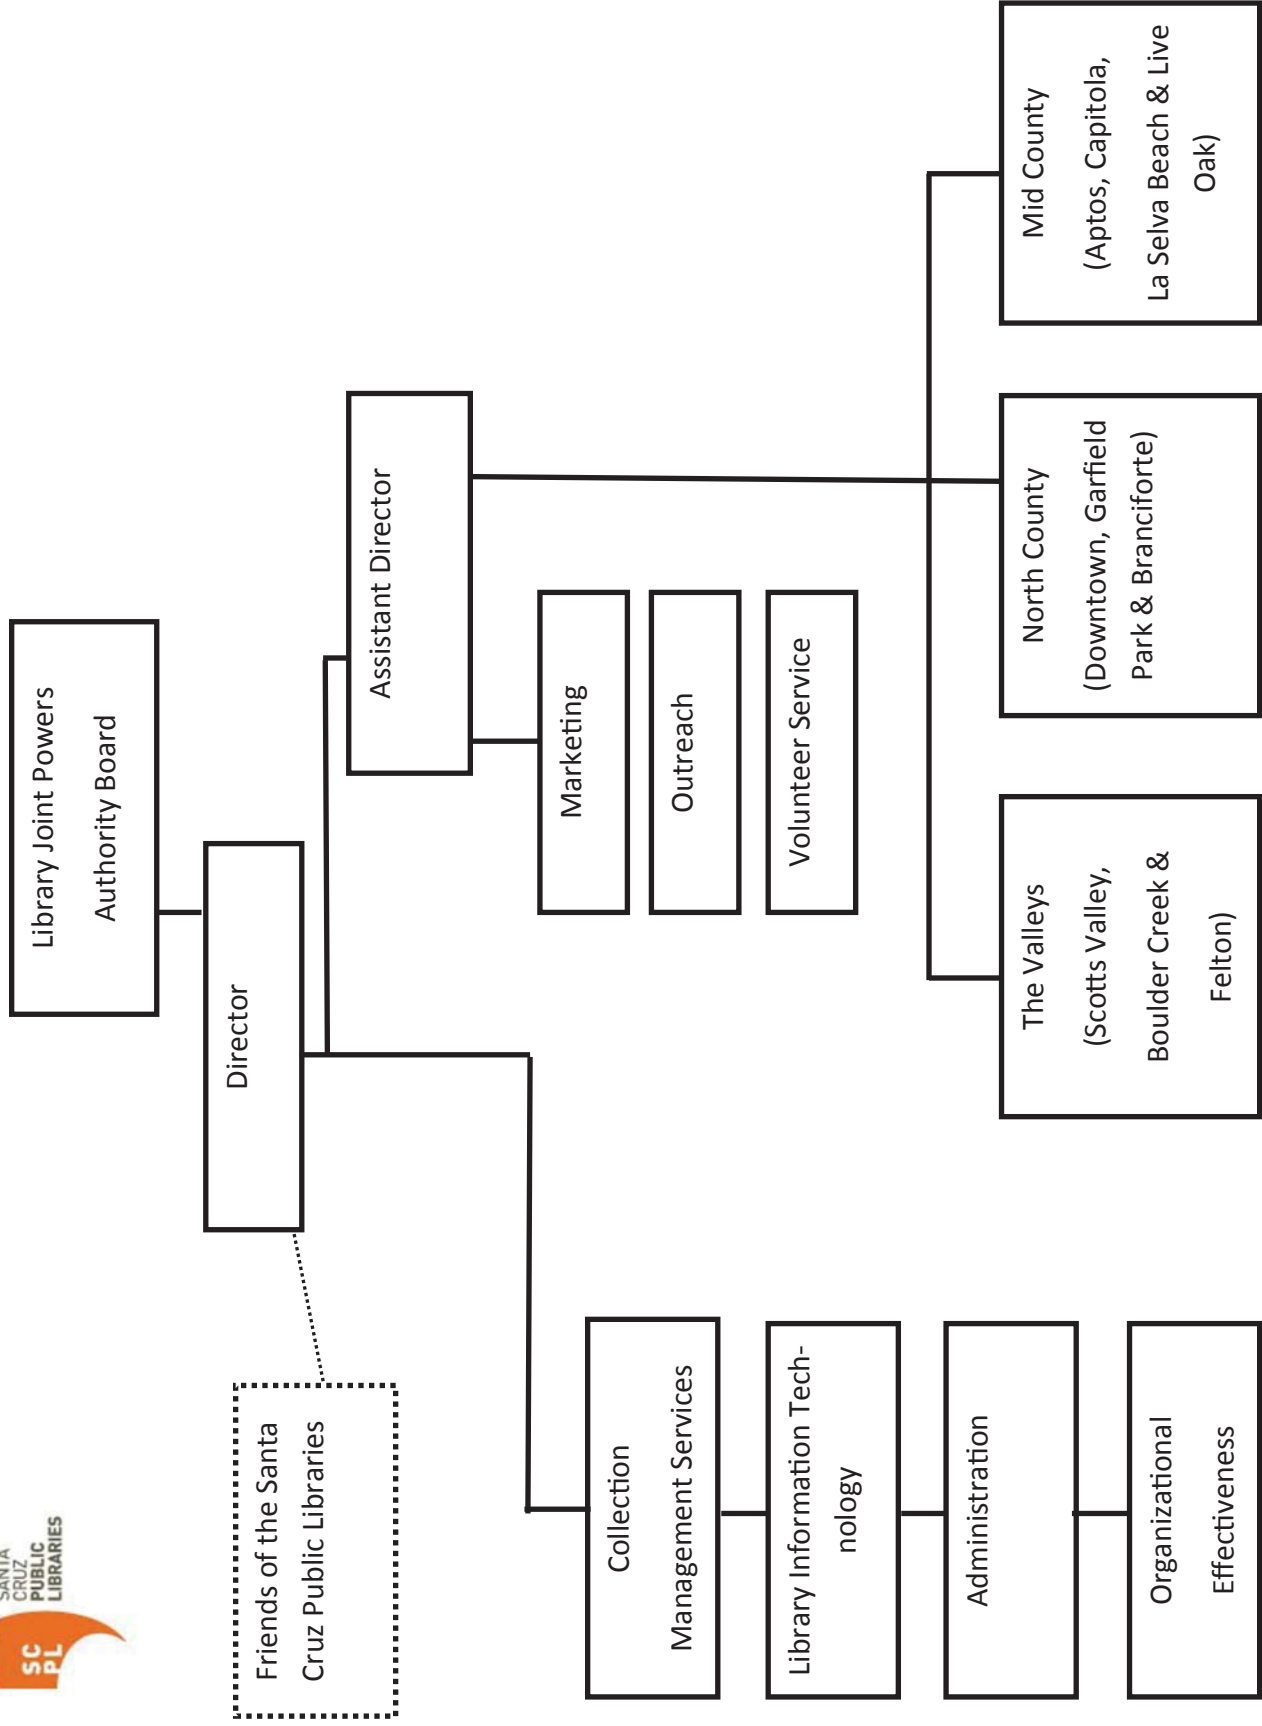 SC
PL
SANTA
CRUZ
PUBLIC
LIBRARIES
Library Joint Powers
Authority Board
Director
Friends of the Santa
Cruz Public Libraries
Assistant Director
Marketing
Outreach
Volunteer Service
Collection
Management Services
Library Information Tech-
nology
Administration
Organizational
Effectiveness
The Valleys
(Scotts Valley,
Boulder Creek &
Felton)
North County
(Downtown, Garfield
Park & Branciforte)
Mid County
(Aptos, Capitola,
La Selva Beach & Live
Oak)